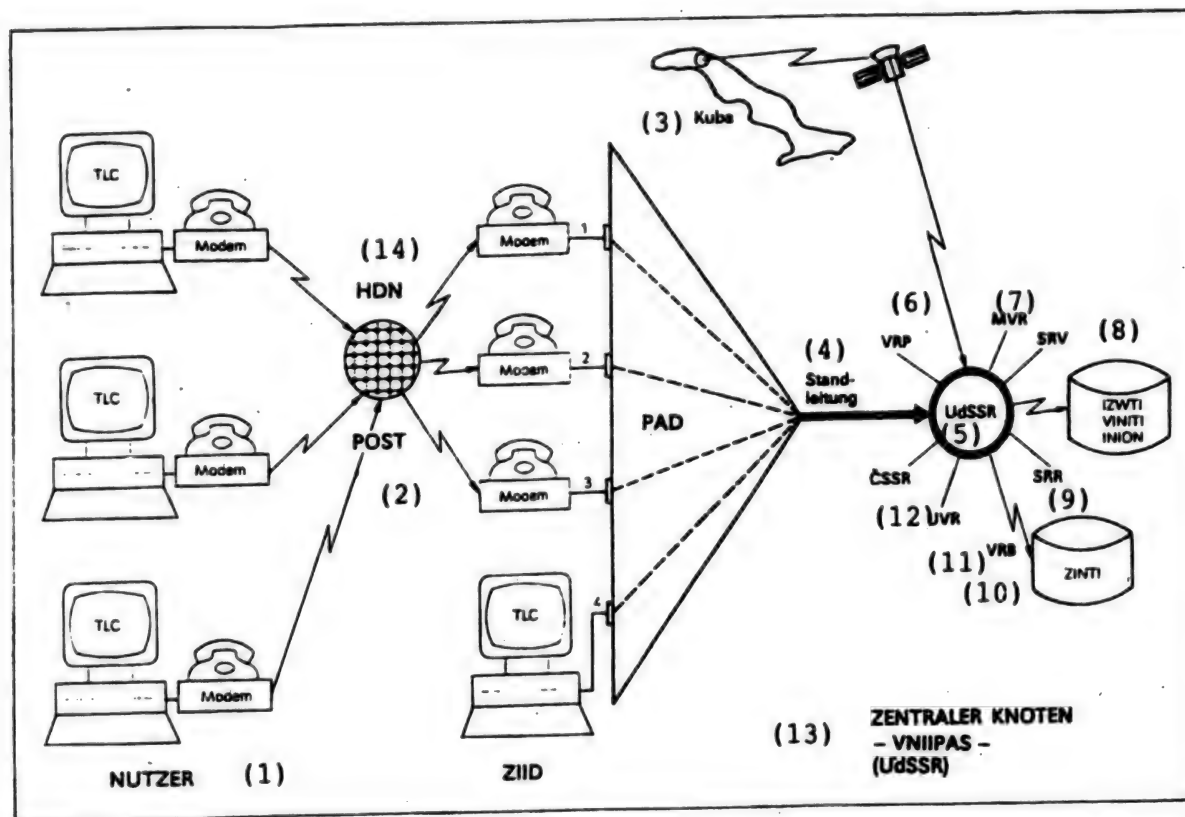 (3) Kuba
TLC
Modem
(14)
HDN
Modem
1
(6)
(7)
MVR
VRP
SRV
(8)
TLC
Modem
POST
(2)
Modem
2
PAD
(4)
Stand-
leitung
UdSSR
(5)
IZWTI
VINITI
INION
Modem
3
ČSSR
(12) UVR
SRR
(9)
(11) VRB
(10)
ZINTI
TLC
Modem
TLC
4
NUTZER (1)
ZIID
(13) ZENTRALER KNOTEN
– VNIIPAS –
(UdSSR)